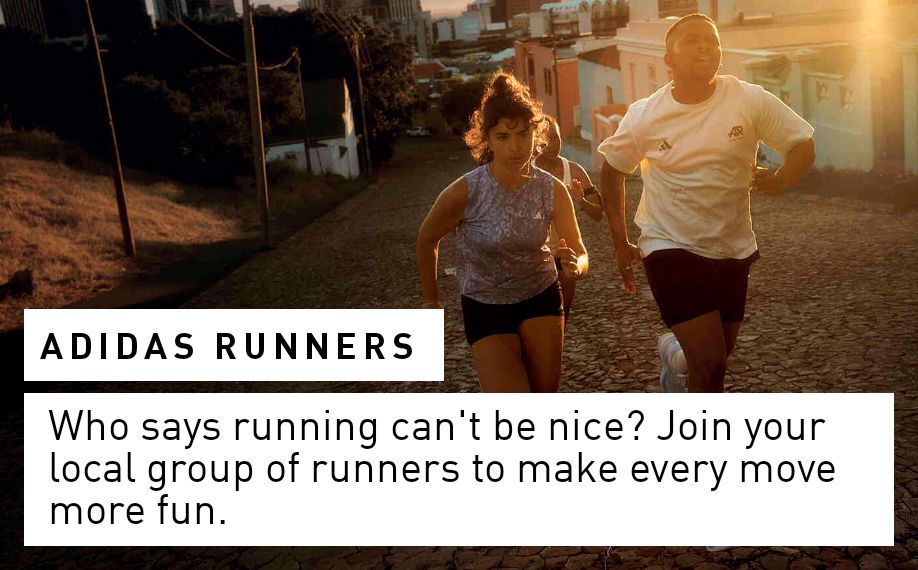 ADIDAS RUNNERS
Who says running can't be nice? Join your
local group of runners to make every move
more fun.
AR